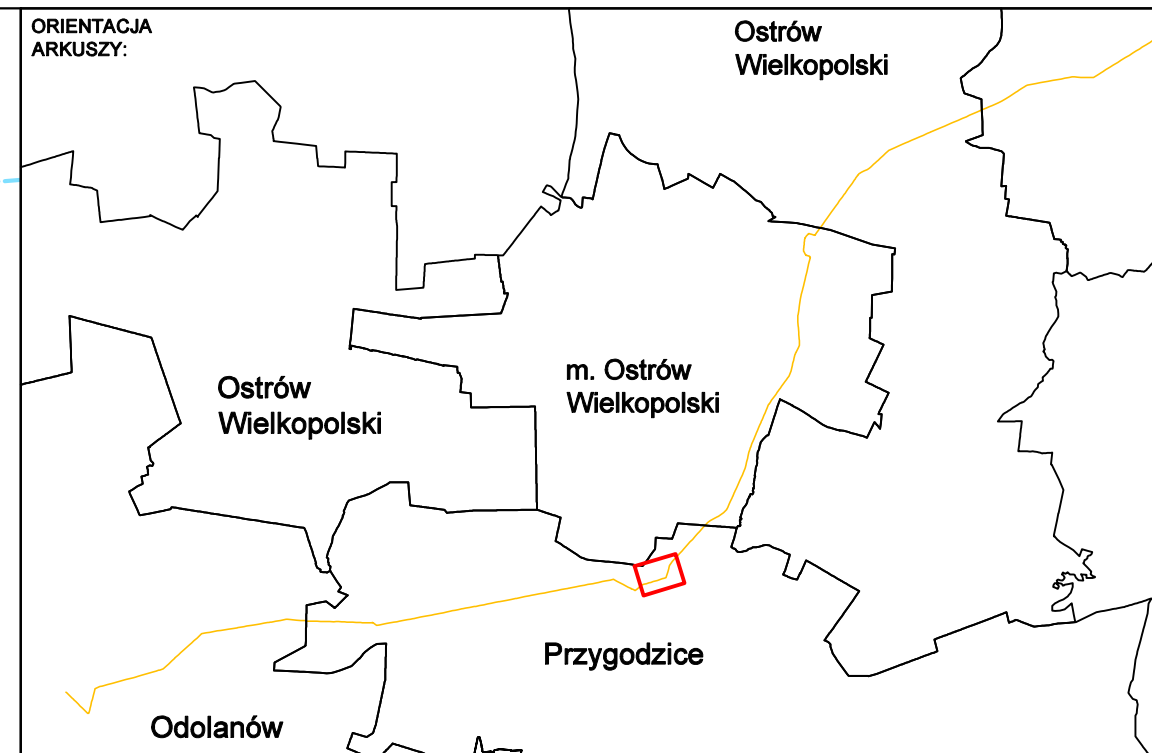 ORIENTACJA
ARKUSZY:
Ostrów
Wielkopolski
m. Ostrów
Wielkopolski
Ostrów
Wielkopolski
Przygodzice
Odolanów